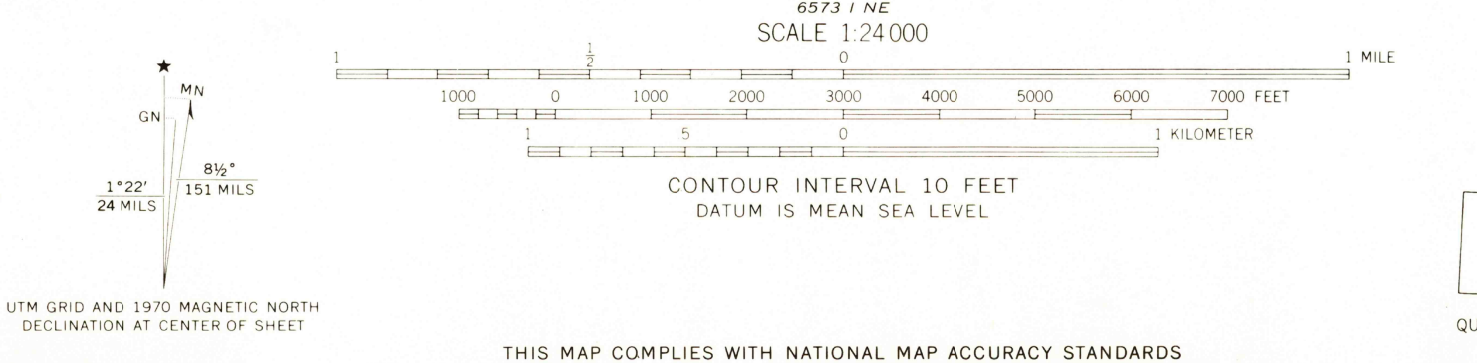 6573 I NE
SCALE 1:24 000
1 ½ 0 1 MILE
1000 0 1000 2000 3000 4000 5000 6000 7000 FEET
1 5 0 1 KILOMETER
CONTOUR INTERVAL 10 FEET
DATUM IS MEAN SEA LEVEL
★
MN
GN
8½°
151 MILS
1°22′
24 MILS
UTM GRID AND 1970 MAGNETIC NORTH
DECLINATION AT CENTER OF SHEET
QU
THIS MAP COMPLIES WITH NATIONAL MAP ACCURACY STANDARDS